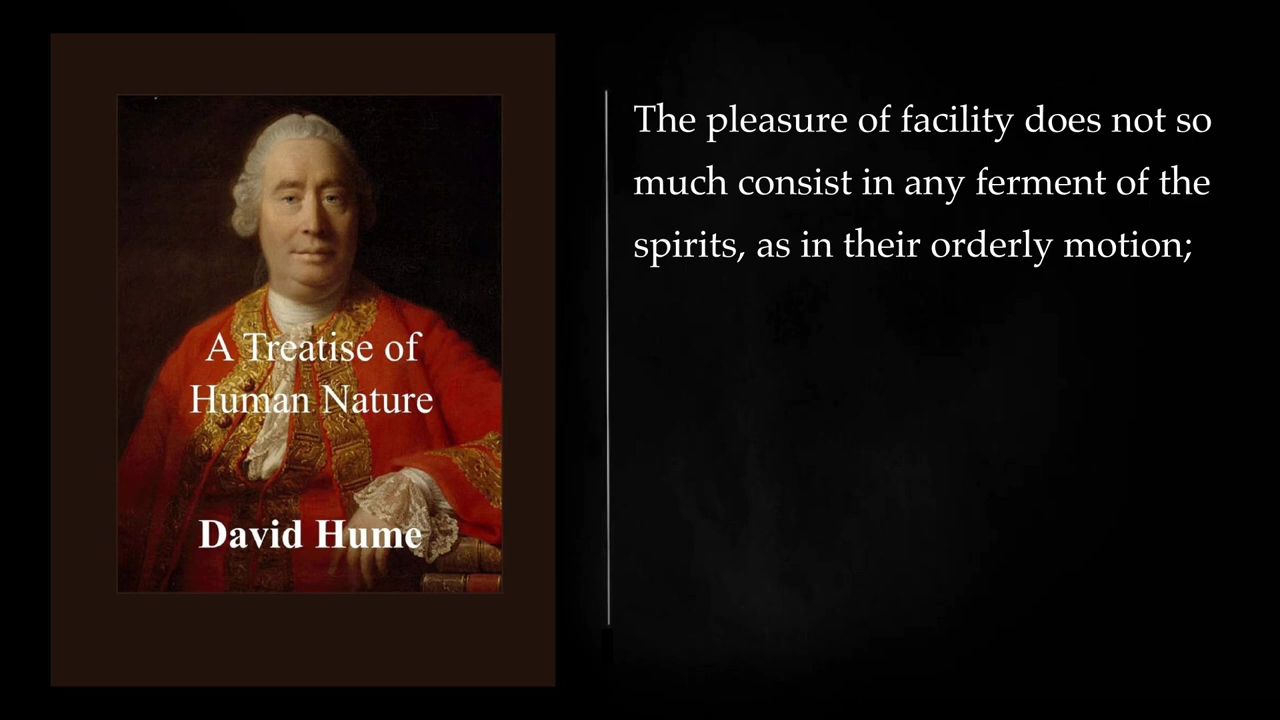 A Treatise of
Human Nature
David Hume
The pleasure of facility does not so
much consist in any ferment of the
spirits, as in their orderly motion;